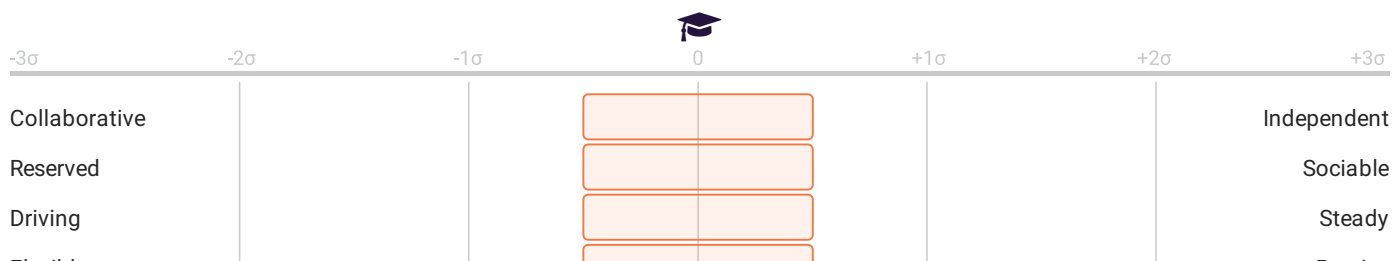 -3σ -2σ -1σ 0 +1σ +2σ +3σ
Collaborative Independent
Reserved Sociable
Driving Steady